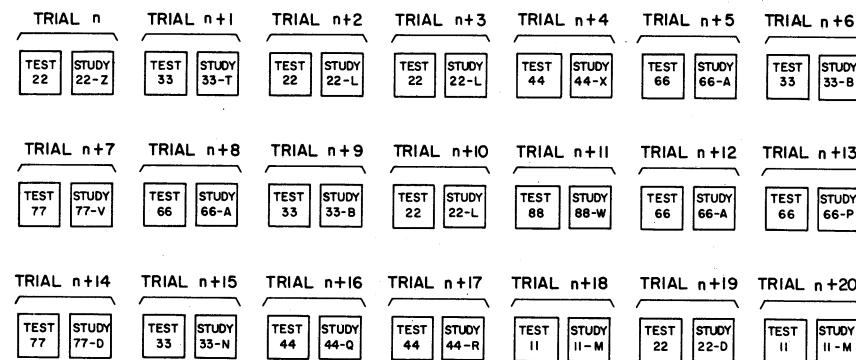 TRIAL n TRIAL n+1 TRIAL n+2 TRIAL n+3 TRIAL n+4 TRIAL n+5 TRIAL n+6
TEST STUDY TEST STUDY TEST STUDY TEST STUDY TEST STUDY TEST STUDY TEST STUDY
22 22-Z 33 33-T 22 22-L 22 22-L 44 44-X 66 66-A 33 33-B
TRIAL n+7 TRIAL n+8 TRIAL n+9 TRIAL n+10 TRIAL n+11 TRIAL n+12 TRIAL n+13
TEST STUDY TEST STUDY TEST STUDY TEST STUDY TEST STUDY TEST STUDY TEST STUDY
77 77-V 66 66-A 33 33-B 22 22-L 88 88-W 66 66-A 66 66-P
TRIAL n+14 TRIAL n+15 TRIAL n+16 TRIAL n+17 TRIAL n+18 TRIAL n+19 TRIAL n+20
TEST STUDY TEST STUDY TEST STUDY TEST STUDY TEST STUDY TEST STUDY TEST STUDY
77 77-D 33 33-N 44 44-Q 44 44-R 11 11-M 22 22-D 11 11-M